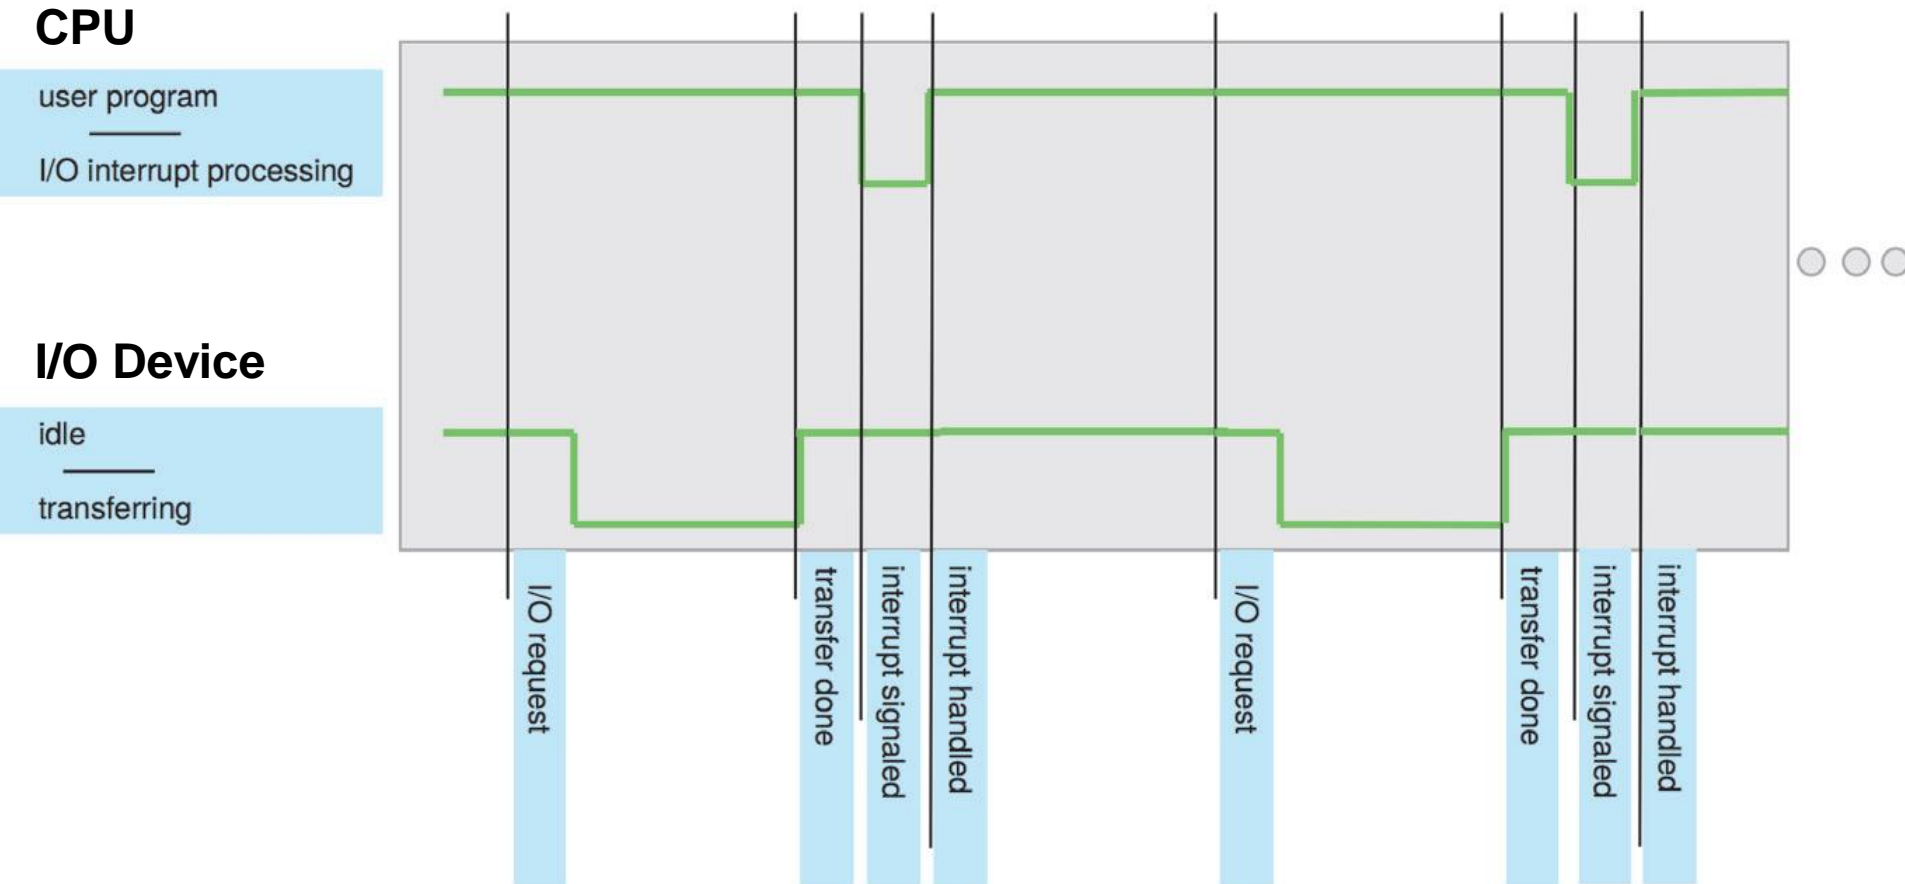 CPU
user program
I/O interrupt processing
I/O Device
idle
transferring
I/O request
transfer done
interrupt signaled
interrupt handled
I/O request
transfer done
interrupt signaled
interrupt handled